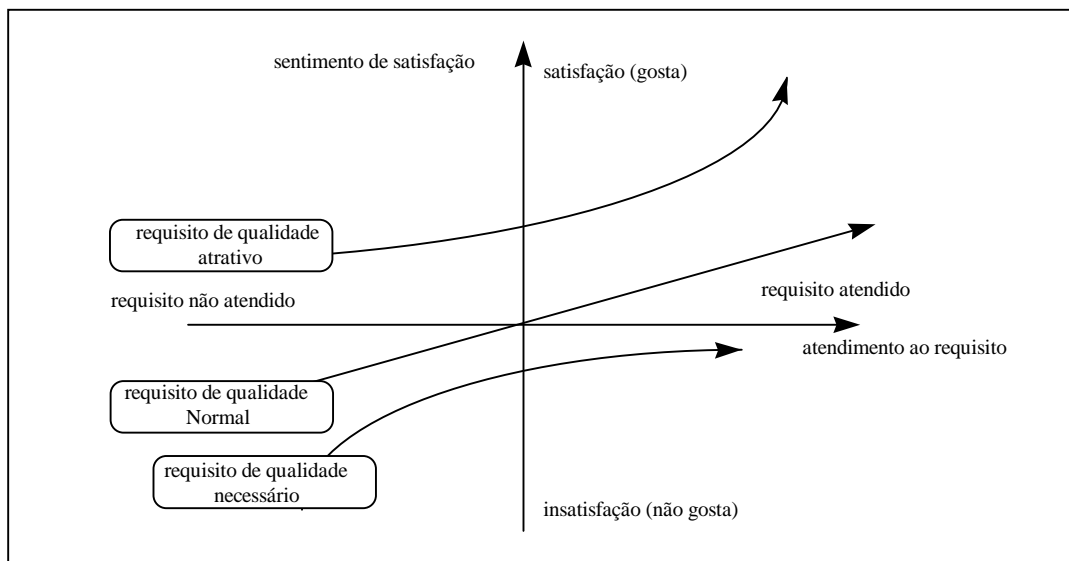 sentimento de satisfação
satisfação (gosta)
requisito de qualidade
atrativo
requisito não atendido
requisito atendido
atendimento ao requisito
requisito de qualidade
Normal
requisito de qualidade
necessário
insatisfação (não gosta)